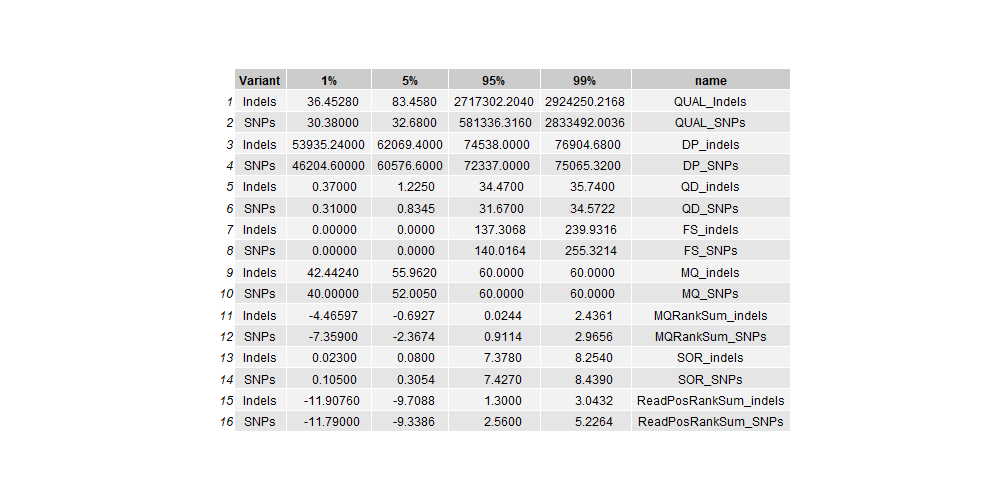 Variant 1% 5% 95% 99% name
1 Indels 36.45280 83.4580 2717302.2040 2924250.2168 QUAL_Indels
2 SNPs 30.38000 32.6800 581336.3160 2833492.0036 QUAL_SNPs
3 Indels 53935.24000 62069.4000 74538.0000 76904.6800 DP_indels
4 SNPs 46204.60000 60576.6000 72337.0000 75065.3200 DP_SNPs
5 Indels 0.37000 1.2250 34.4700 35.7400 QD_indels
6 SNPs 0.31000 0.8345 31.6700 34.5722 QD_SNPs
7 Indels 0.00000 0.0000 137.3068 239.9316 FS_indels
8 SNPs 0.00000 0.0000 140.0164 255.3214 FS_SNPs
9 Indels 42.44240 55.9620 60.0000 60.0000 MQ_indels
10 SNPs 40.00000 52.0050 60.0000 60.0000 MQ_SNPs
11 Indels -4.46597 -0.6927 0.0244 2.4361 MQRankSum_indels
12 SNPs -7.35900 -2.3674 0.9114 2.9656 MQRankSum_SNPs
13 Indels 0.02300 0.0800 7.3780 8.2540 SOR_indels
14 SNPs 0.10500 0.3054 7.4270 8.4390 SOR_SNPs
15 Indels -11.90760 -9.7088 1.3000 3.0432 ReadPosRankSum_indels
16 SNPs -11.79000 -9.3386 2.5600 5.2264 ReadPosRankSum_SNPs